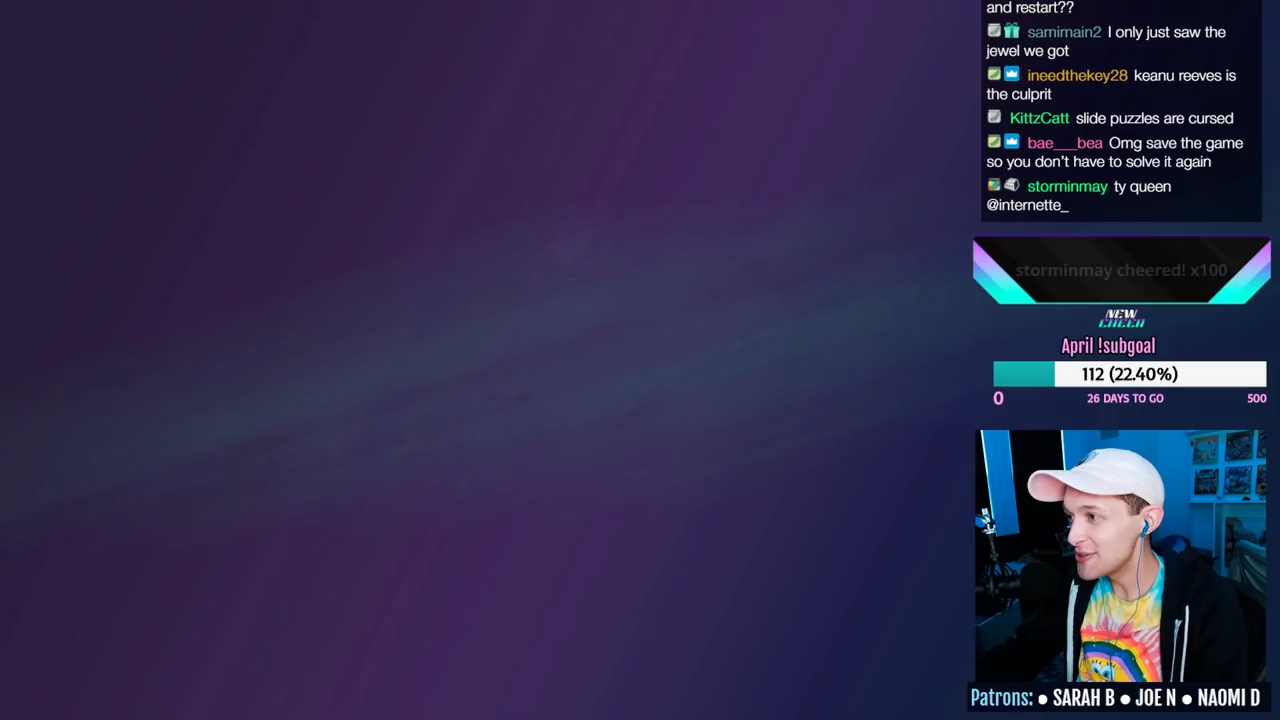 and restart??
samimain2 I only just saw the
jewel we got
ineedthekey28 keanu reeves is
the culprit
KittzCatt slide puzzles are cursed
bae___bea Omg save the game
so you don't have to solve it again
storminmay ty queen
@internette_
storminmay cheered! x100
NEW
CHEER
April !subgoal
112 (22.40%)
0 26 DAYS TO GO 500
Patrons: ● SARAH B ● JOE N ● NAOMI D